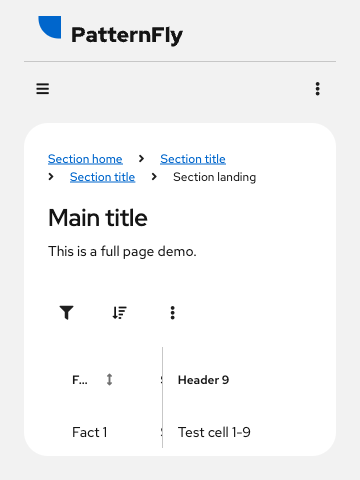 PatternFly
Section home > Section title
> Section title > Section landing
Main title
This is a full page demo.
F... Header 9
Fact 1 Test cell 1-9